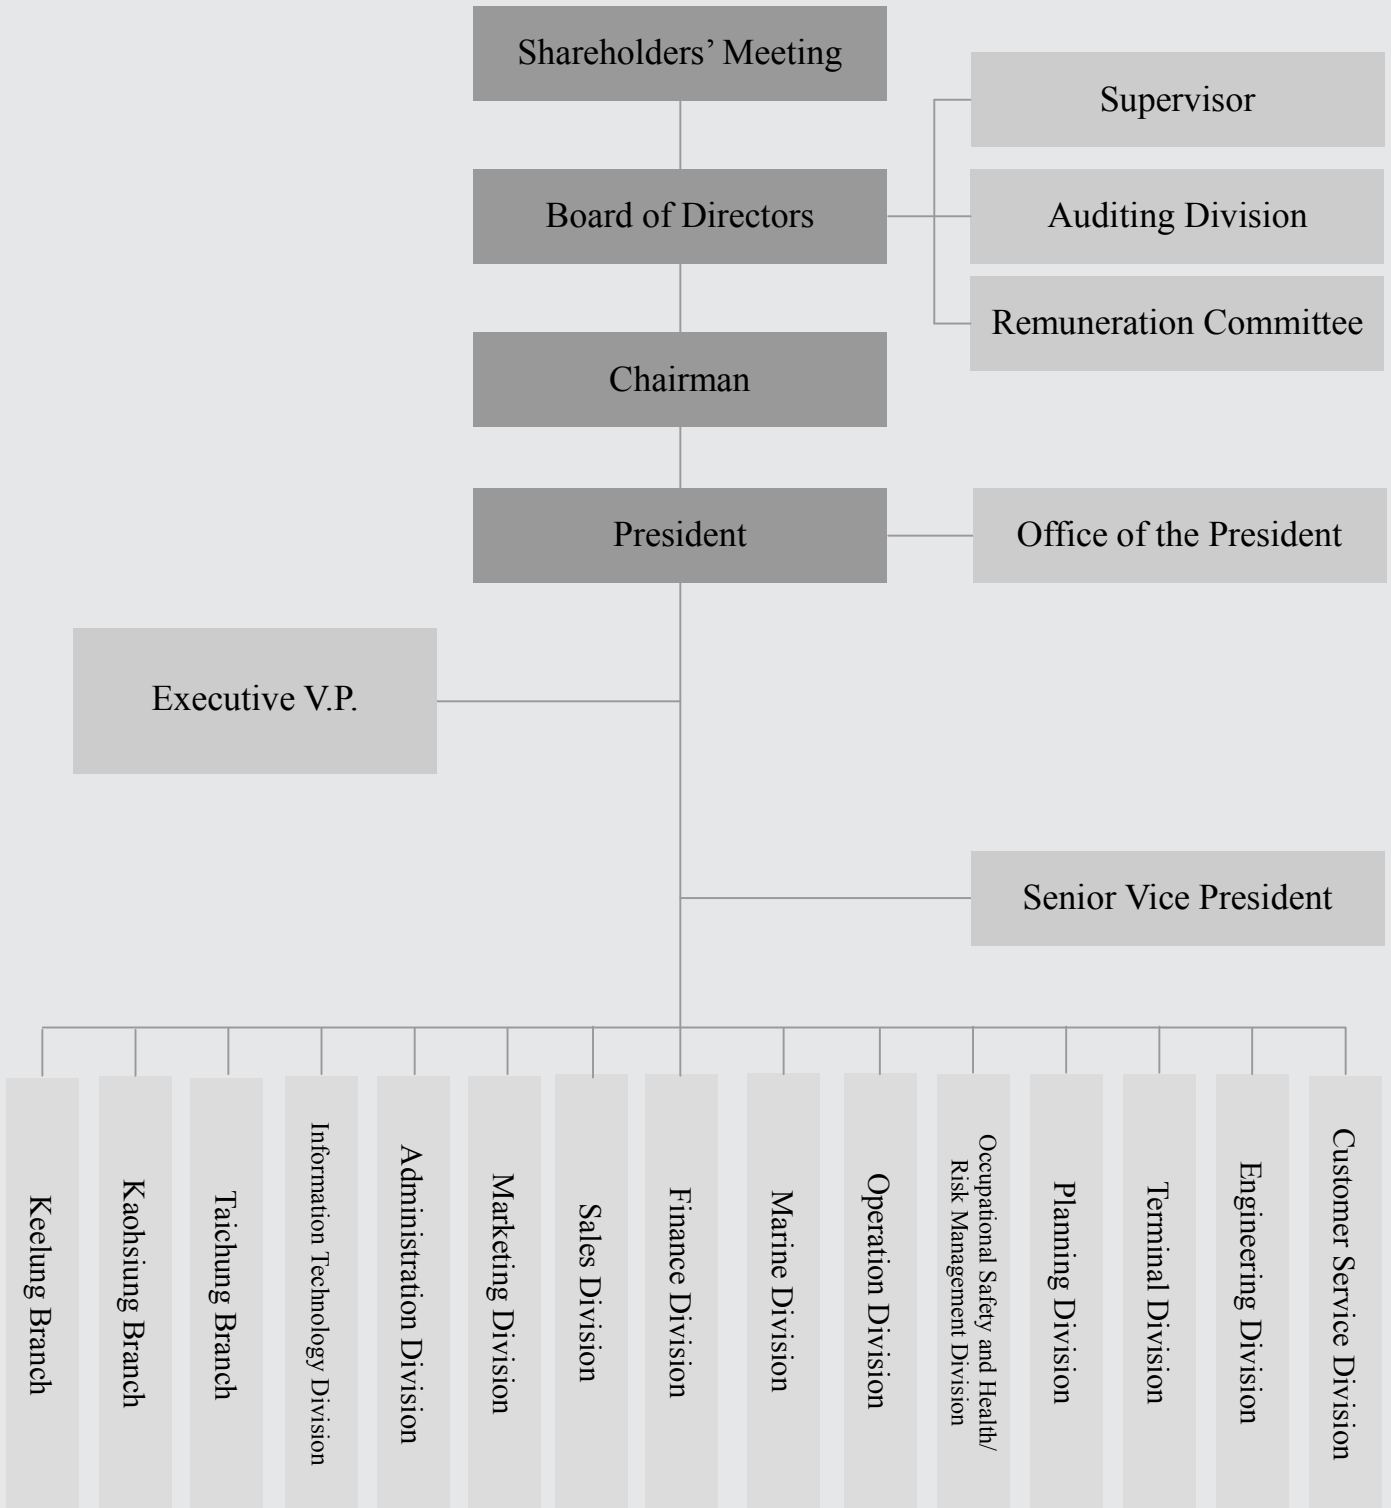 Shareholders’ Meeting
Supervisor
Board of Directors
Auditing Division
Remuneration Committee
Chairman
President
Office of the President
Executive V.P.
Senior Vice President
Keelung Branch
Kaohsiung Branch
Taichung Branch
Information Technology Division
Administration Division
Marketing Division
Sales Division
Finance Division
Marine Division
Operation Division
Occupational Safety and Health/
Risk Management Division
Planning Division
Terminal Division
Engineering Division
Customer Service Division